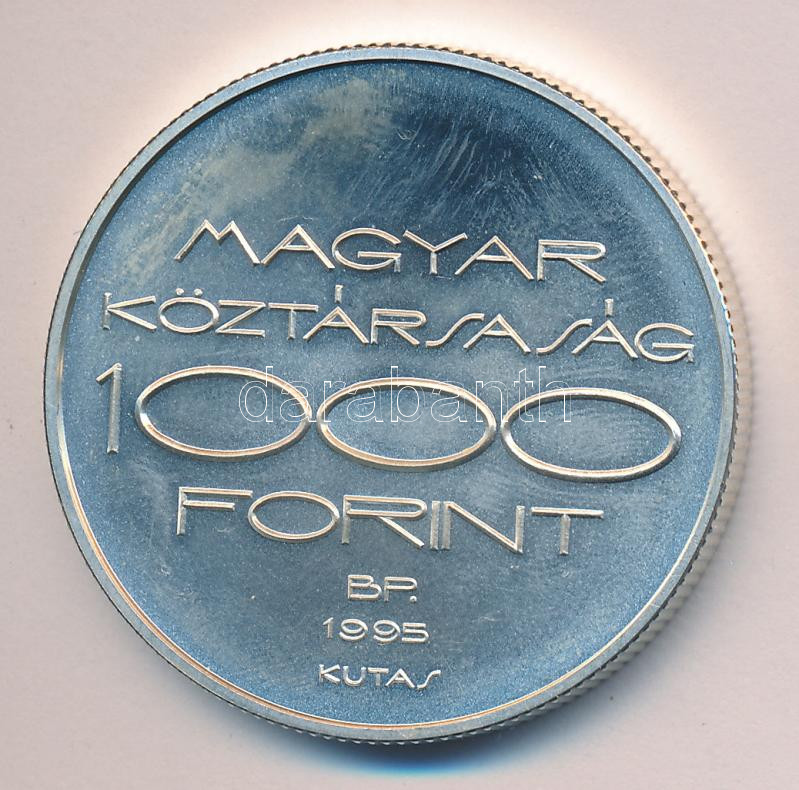 MAGYAR
KÖZTÁRSASÁG
1000
darabanth
FORINT
BP.
1995
KUTAS